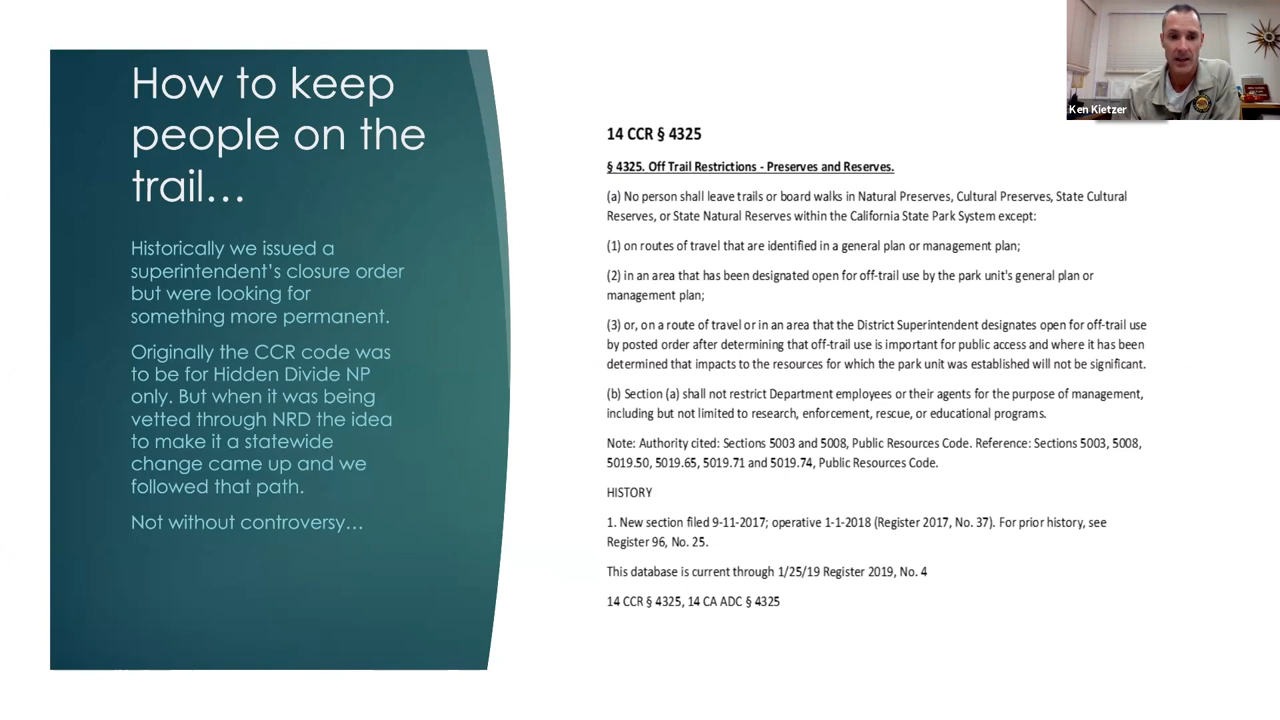 How to keep
people on the
trail…
Historically we issued a
superintendent's closure order
but were looking for
something more permanent.
Originally the CCR code was
to be for Hidden Divide NP
only. But when it was being
vetted through NRD the idea
to make it a statewide
change came up and we
followed that path.
Not without controversy…
14 CCR § 4325
§ 4325. Off Trail Restrictions - Preserves and Reserves.
(a) No person shall leave trails or board walks in Natural Preserves, Cultural Preserves, State Cultural
Reserves, or State Natural Reserves within the California State Park System except:
(1) on routes of travel that are identified in a general plan or management plan;
(2) in an area that has been designated open for off-trail use by the park unit's general plan or
management plan;
(3) or, on a route of travel or in an area that the District Superintendent designates open for off-trail use
by posted order after determining that off-trail use is important for public access and where it has been
determined that impacts to the resources for which the park unit was established will not be significant.
(b) Section (a) shall not restrict Department employees or their agents for the purpose of management,
including but not limited to research, enforcement, rescue, or educational programs.
Note: Authority cited: Sections 5003 and 5008, Public Resources Code. Reference: Sections 5003, 5008,
5019.50, 5019.65, 5019.71 and 5019.74, Public Resources Code.
HISTORY
1. New section filed 9-11-2017; operative 1-1-2018 (Register 2017, No. 37). For prior history, see
Register 96, No. 25.
This database is current through 1/25/19 Register 2019, No. 4
14 CCR § 4325, 14 CA ADC § 4325
Ken Kietzer